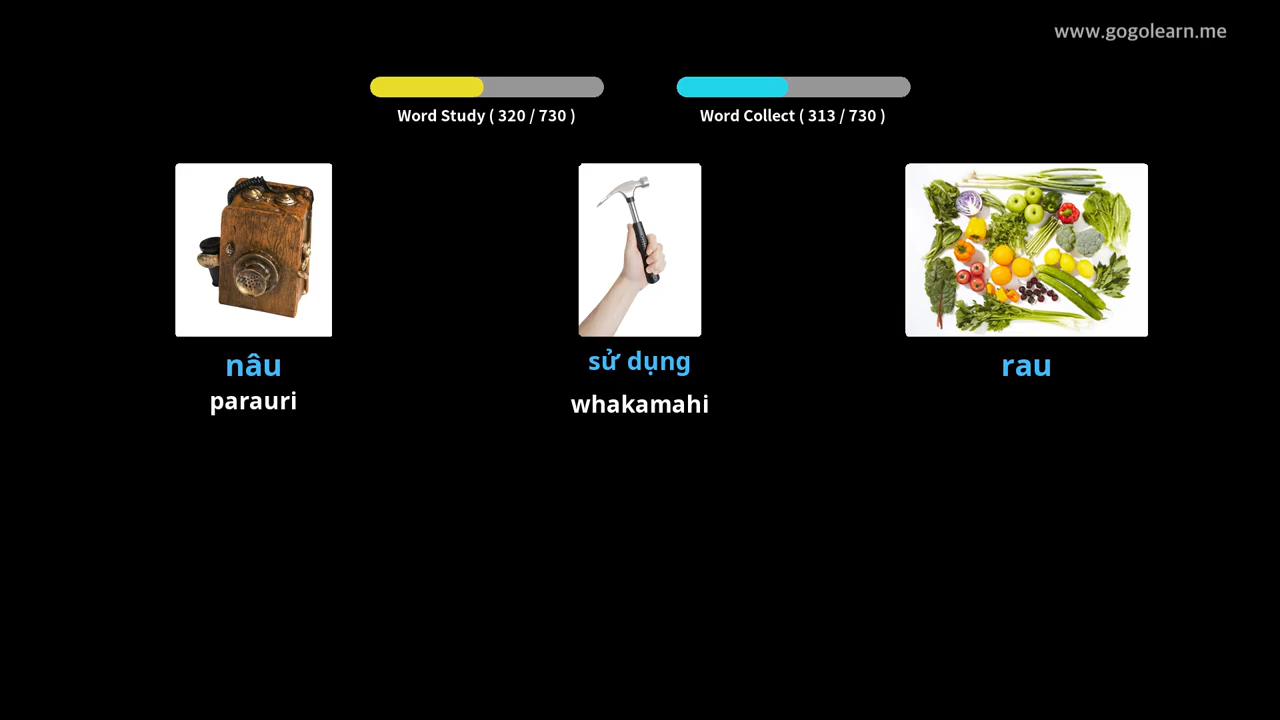 www.gogolearn.me
Word Study ( 320 / 730 )
Word Collect ( 313 / 730 )
nâu
parauri
sử dụng
whakamahi
rau